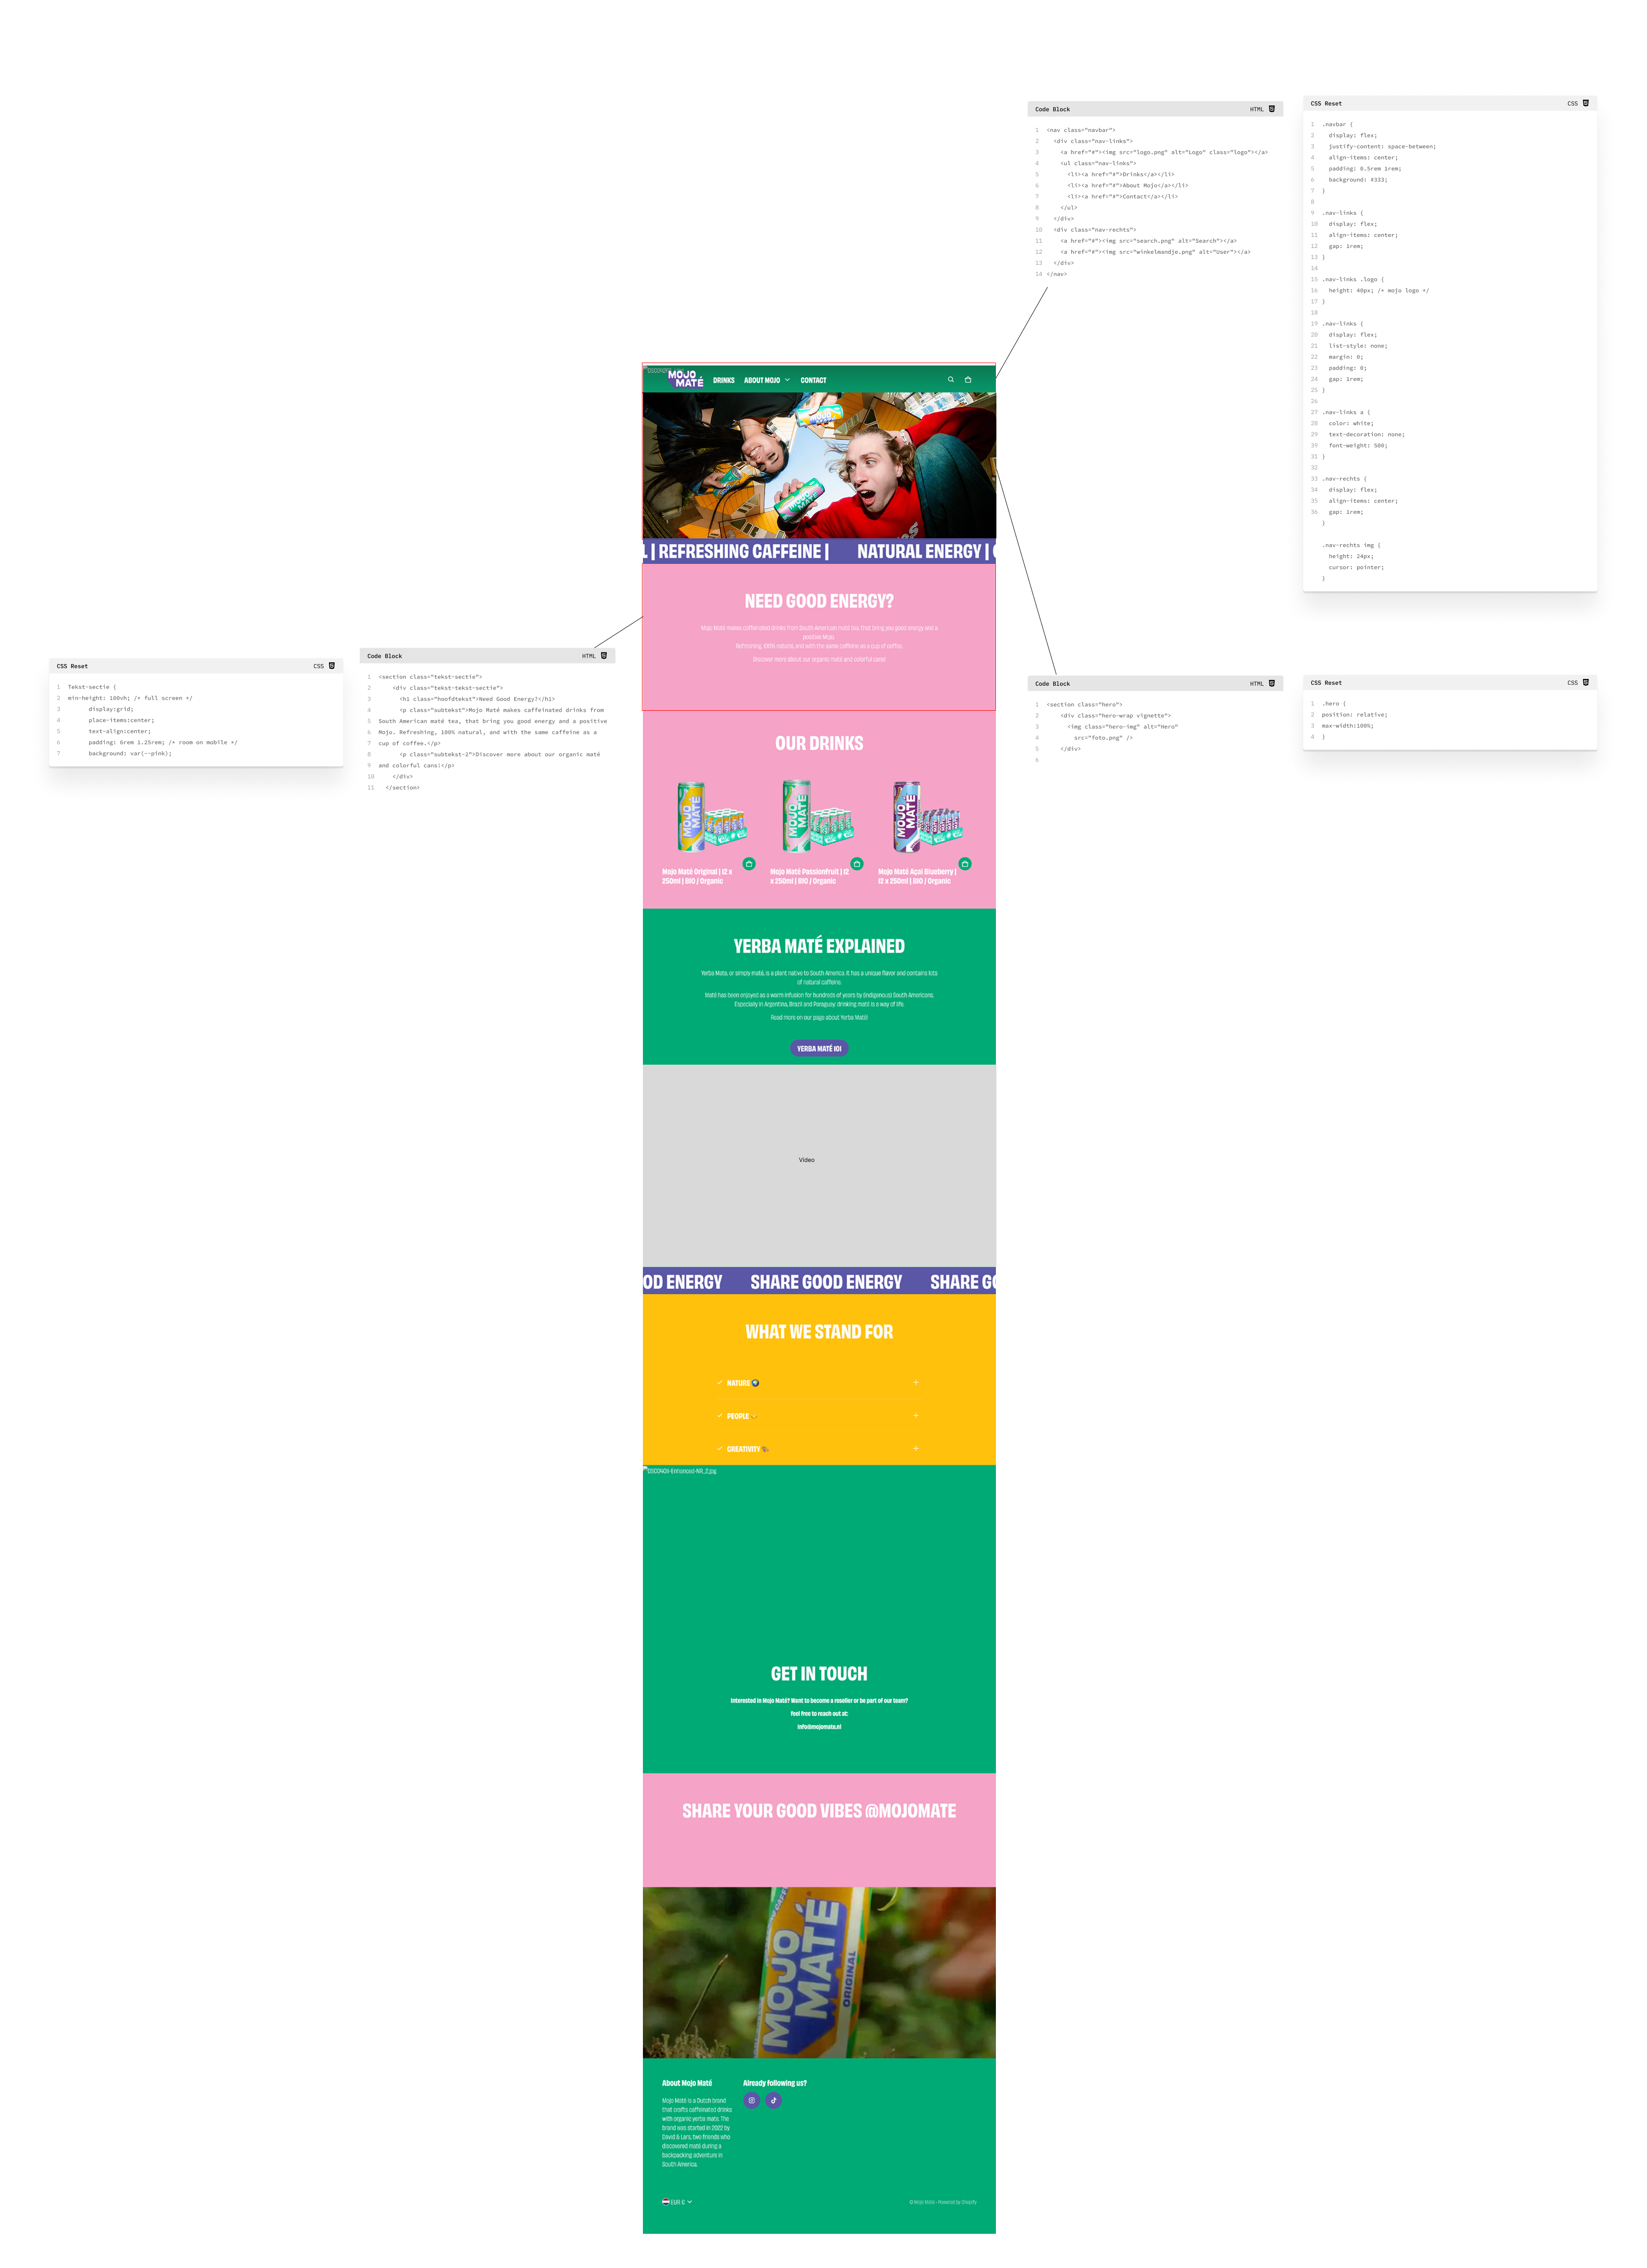 Code Block HTML
1 <nav class="navbar">
2 <div class="nav-links">
3 <a href="#"><img src="logo.png" alt="Logo" class="logo"></a>
4 <ul class="nav-links">
5 <li><a href="#">Drinks</a></li>
6 <li><a href="#">About Mojo</a></li>
7 <li><a href="#">Contact</a></li>
8 </ul>
9 </div>
10 <div class="nav-rechts">
11 <a href="#"><img src="search.png" alt="Search"></a>
12 <a href="#"><img src="winkelmandje.png" alt="User"></a>
13 </div>
14 </nav>
CSS Reset CSS
1 .navbar {
2 display: flex;
3 justify-content: space-between;
4 align-items: center;
5 padding: 0.5rem 1rem;
6 background: #333;
7 }
8
9 .nav-links {
10 display: flex;
11 align-items: center;
12 gap: 1rem;
13 }
14
15 .nav-links .logo {
16 height: 40px; /* mojo logo */
17 }
18
19 .nav-links {
20 display: flex;
21 list-style: none;
22 margin: 0;
23 padding: 0;
24 gap: 1rem;
25 }
26
27 .nav-links a {
28 color: white;
29 text-decoration: none;
39 font-weight: 500;
31 }
32
33 .nav-rechts {
34 display: flex;
35 align-items: center;
36 gap: 1rem;
}
.nav-rechts img {
height: 24px;
cursor: pointer;
}
MOJO
MATÉ
DRINKS ABOUT MOJO CONTACT
L | REFRESHING CAFFEINE | NATURAL ENERGY |
NEED GOOD ENERGY?
Mojo Maté makes caffeinated drinks from South American maté tea, that bring you good energy and a
positive Mojo.
Refreshing, 100% natural, and with the same caffeine as a cup of coffee.
Discover more about our organic maté and colorful cans!
CSS Reset CSS
1 Tekst-sectie {
2 min-height: 100vh; /* full screen */
3 display:grid;
4 place-items:center;
5 text-align:center;
6 padding: 6rem 1.25rem; /* room on mobile */
7 background: var(--pink);
Code Block HTML
1 <section class="tekst-sectie">
2 <div class="tekst-tekst-sectie">
3 <h1 class="hoofdtekst">Need Good Energy?</h1>
4 <p class="subtekst">Mojo Maté makes caffeinated drinks from
5 South American maté tea, that bring you good energy and a positive
6 Mojo. Refreshing, 100% natural, and with the same caffeine as a
7 cup of coffee.</p>
8 <p class="subtekst-2">Discover more about our organic maté
9 and colorful cans:</p>
10 </div>
11 </section>
Code Block HTML
1 <section class="hero">
2 <div class="hero-wrap vignette">
3 <img class="hero-img" alt="Hero"
4 src="foto.png" />
5 </div>
6
CSS Reset CSS
1 .hero {
2 position: relative;
3 max-width:100%;
4 }
OUR DRINKS
MOJO MATÉ
MOJO MATÉ
MOJO MATÉ
Mojo Maté Original | 12 x
250ml | BIO / Organic
Mojo Maté Passionfruit | 12
x 250ml | BIO / Organic
Mojo Maté Açaí Blueberry |
12 x 250ml | BIO / Organic
YERBA MATÉ EXPLAINED
Yerba Mate, or simply maté, is a plant native to South America. It has a unique flavor and contains lots
of natural caffeine.
Maté has been enjoyed as a warm infusion for hundreds of years by (indigenous) South Americans.
Especially in Argentina, Brazil and Paraguay: drinking maté is a way of life.
Read more on our page about Yerba Maté!
YERBA MATÉ 101
Video
OD ENERGY SHARE GOOD ENERGY SHARE GO
WHAT WE STAND FOR
NATURE
PEOPLE
CREATIVITY
GET IN TOUCH
Interested in Mojo Maté? Want to become a reseller or be part of our team?
Feel free to reach out at:
info@mojomate.nl
SHARE YOUR GOOD VIBES @MOJOMATE
MOJO
MATÉ
ORIGINAL
About Mojo Maté
Mojo Maté is a Dutch brand
that crafts caffeinated drinks
with organic yerba mate. The
brand was started in 2022 by
David & Lars, two friends who
discovered maté during a
backpacking adventure in
South America.
Already following us?
EUR €
© Mojo Maté • Powered by Shopify